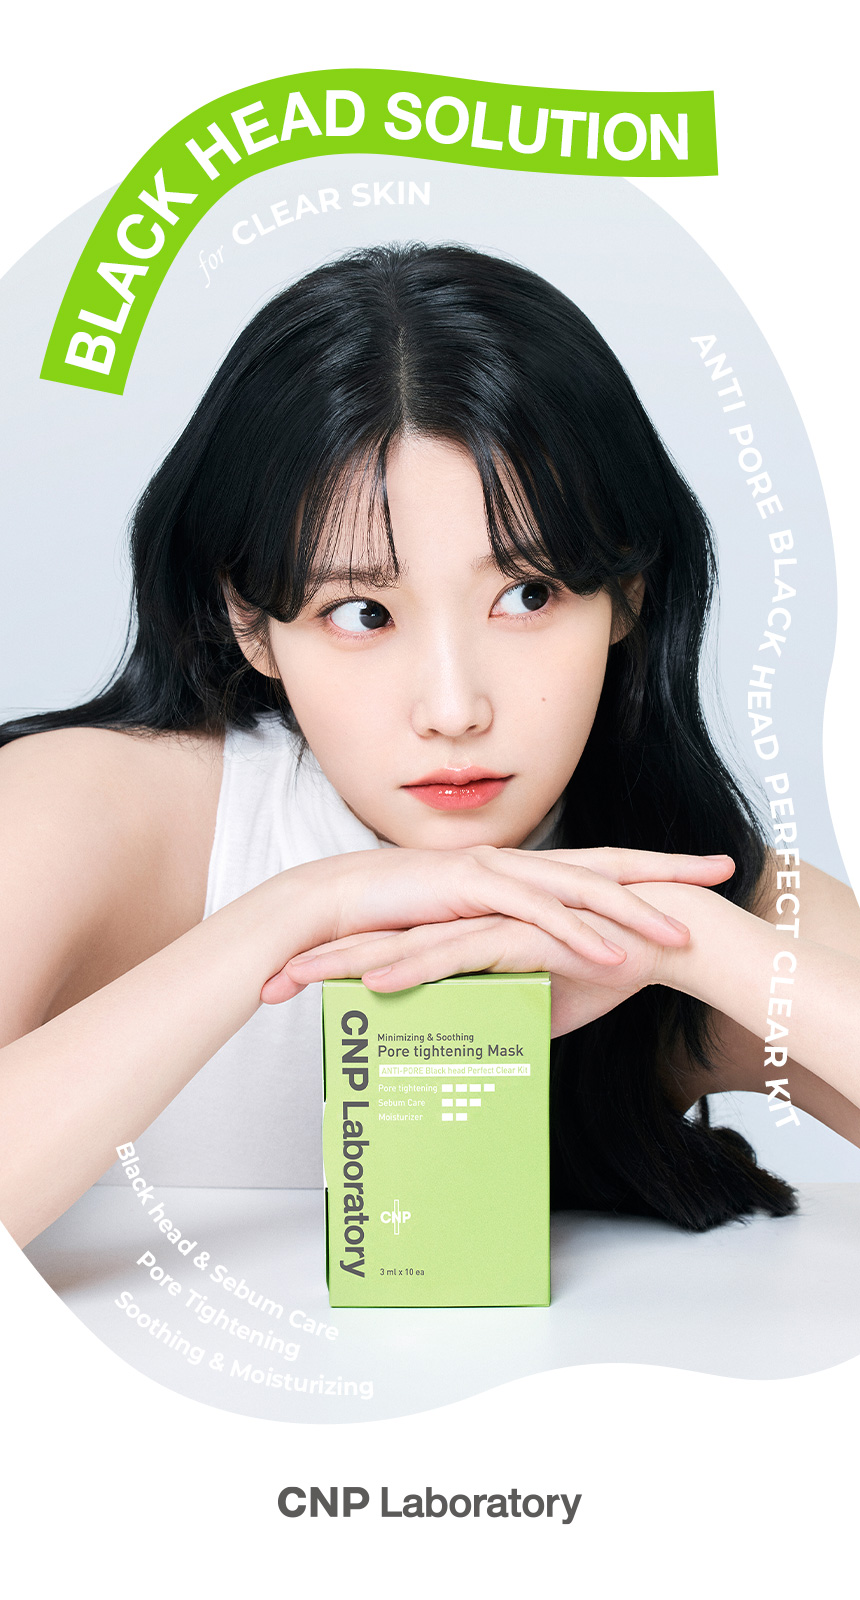 BLACK HEAD SOLUTION
for CLEAR SKIN
ANTI PORE BLACK HEAD PERFECT CLEAR KIT
CNP Laboratory
Minimizing & Soothing
Pore tightening Mask
ANTI-PORE Black head Perfect Clear Kit
Pore tightening
Sebum Care
Moisturizer
CNP
3 ml x 10 ea
Black head & Sebum Care
Pore Tightening
Soothing & Moisturizing
CNP Laboratory